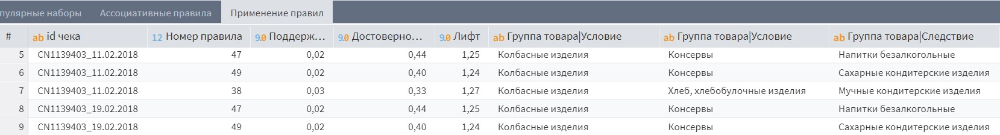 пулярные наборы Ассоциативные правила Применение правил
# ab id чека 12 Номер правила 9.0 Поддерж... 9.0 Достоверно... 9.0 Лифт ab Группа товара|Условие ab Группа товара|Условие ab Группа товара|Следствие
5 CN1139403_11.02.2018 47 0,02 0,44 1,25 Колбасные изделия Консервы Напитки безалкогольные
6 CN1139403_11.02.2018 49 0,02 0,40 1,24 Колбасные изделия Консервы Сахарные кондитерские изделия
7 CN1139403_11.02.2018 38 0,03 0,33 1,27 Колбасные изделия Хлеб, хлебобулочные изделия Мучные кондитерские изделия
8 CN1139403_19.02.2018 47 0,02 0,44 1,25 Колбасные изделия Консервы Напитки безалкогольные
9 CN1139403_19.02.2018 49 0,02 0,40 1,24 Колбасные изделия Консервы Сахарные кондитерские изделия